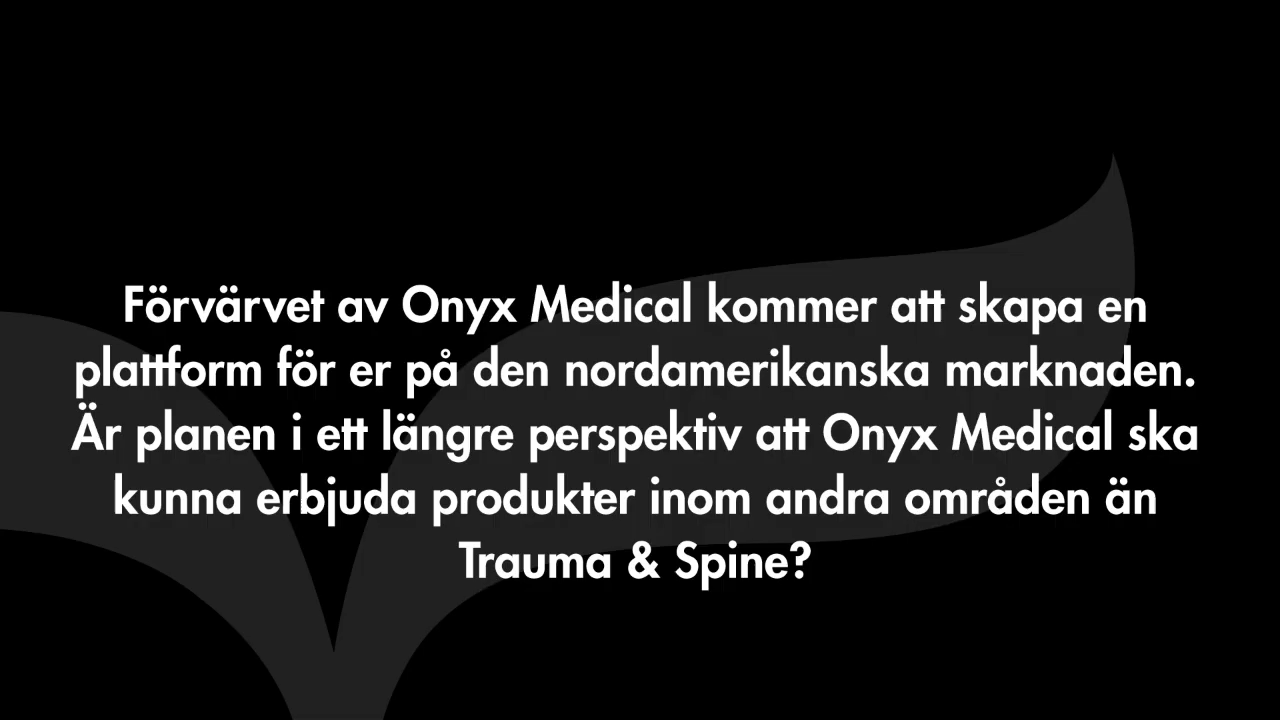 Förvärvet av Onyx Medical kommer att skapa en
plattform för er på den nordamerikanska marknaden.
Är planen i ett längre perspektiv att Onyx Medical ska
kunna erbjuda produkter inom andra områden än
Trauma & Spine?